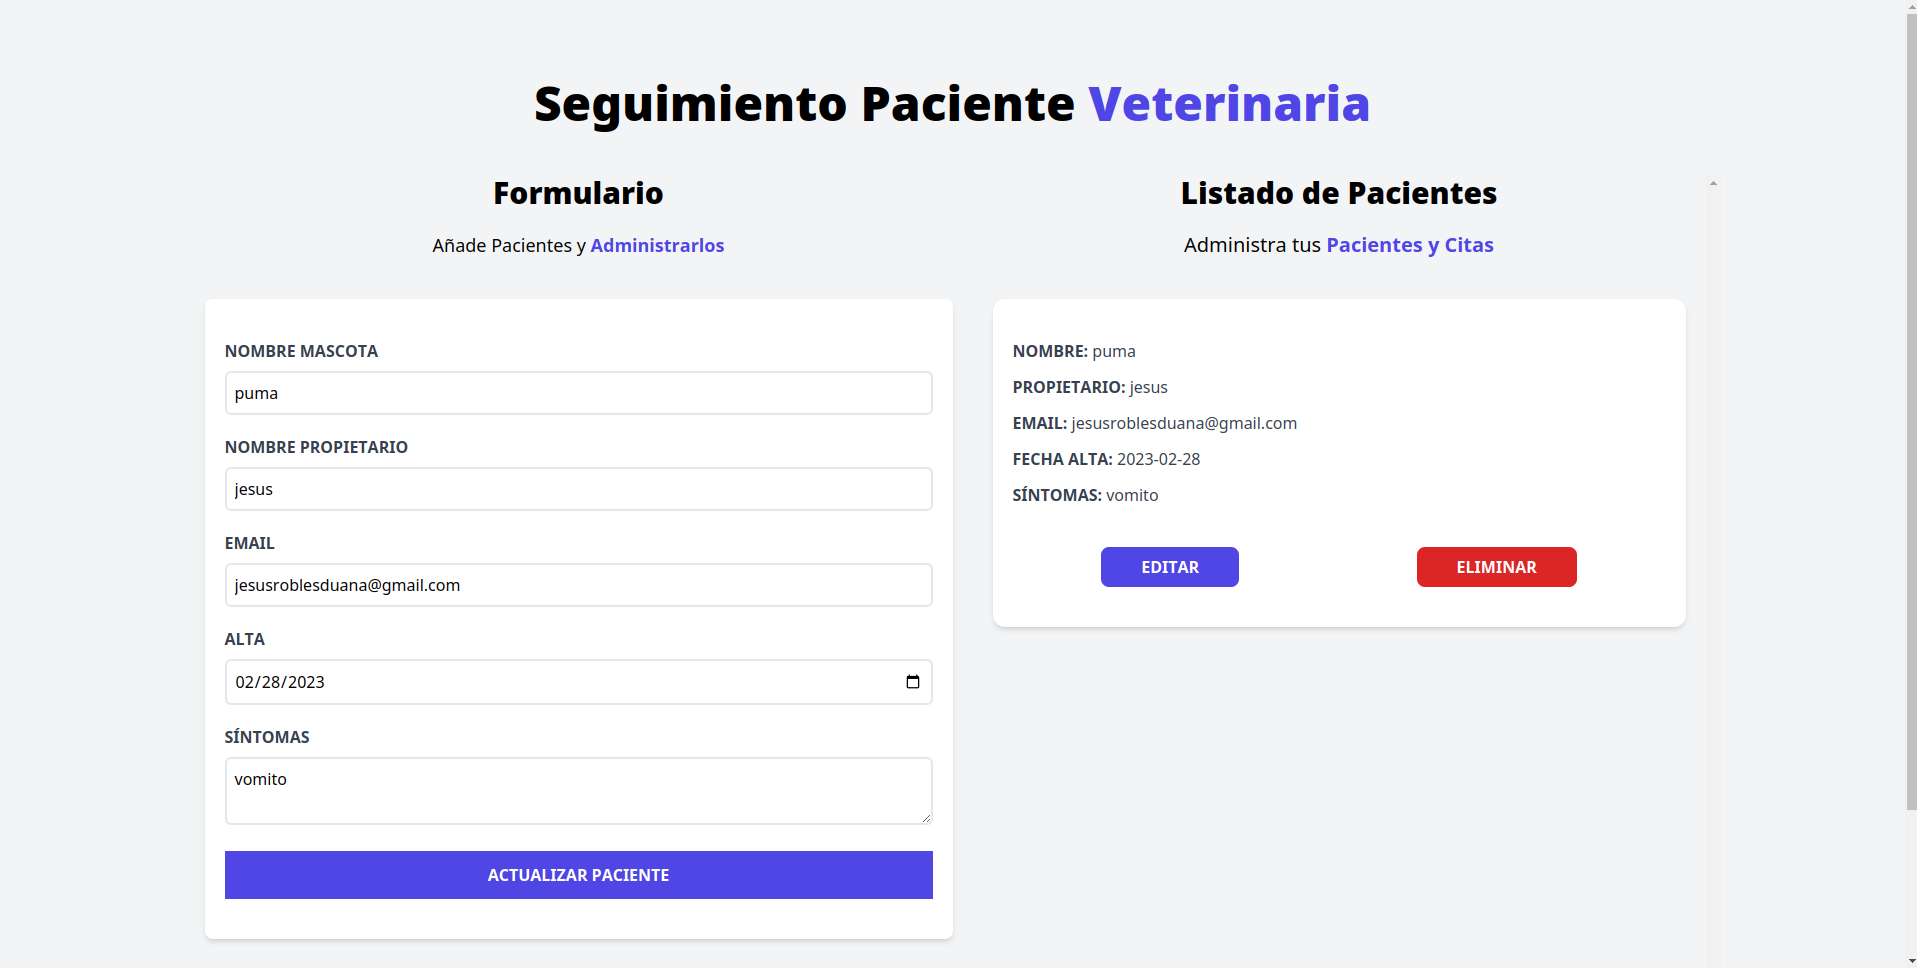 Seguimiento Paciente Veterinaria
Formulario
Añade Pacientes y Administrarlos
NOMBRE MASCOTA
puma
NOMBRE PROPIETARIO
jesus
EMAIL
jesusroblesduana@gmail.com
ALTA
02/28/2023
SÍNTOMAS
vomito
ACTUALIZAR PACIENTE
Listado de Pacientes
Administra tus Pacientes y Citas
NOMBRE: puma
PROPIETARIO: jesus
EMAIL: jesusroblesduana@gmail.com
FECHA ALTA: 2023-02-28
SÍNTOMAS: vomito
EDITAR
ELIMINAR